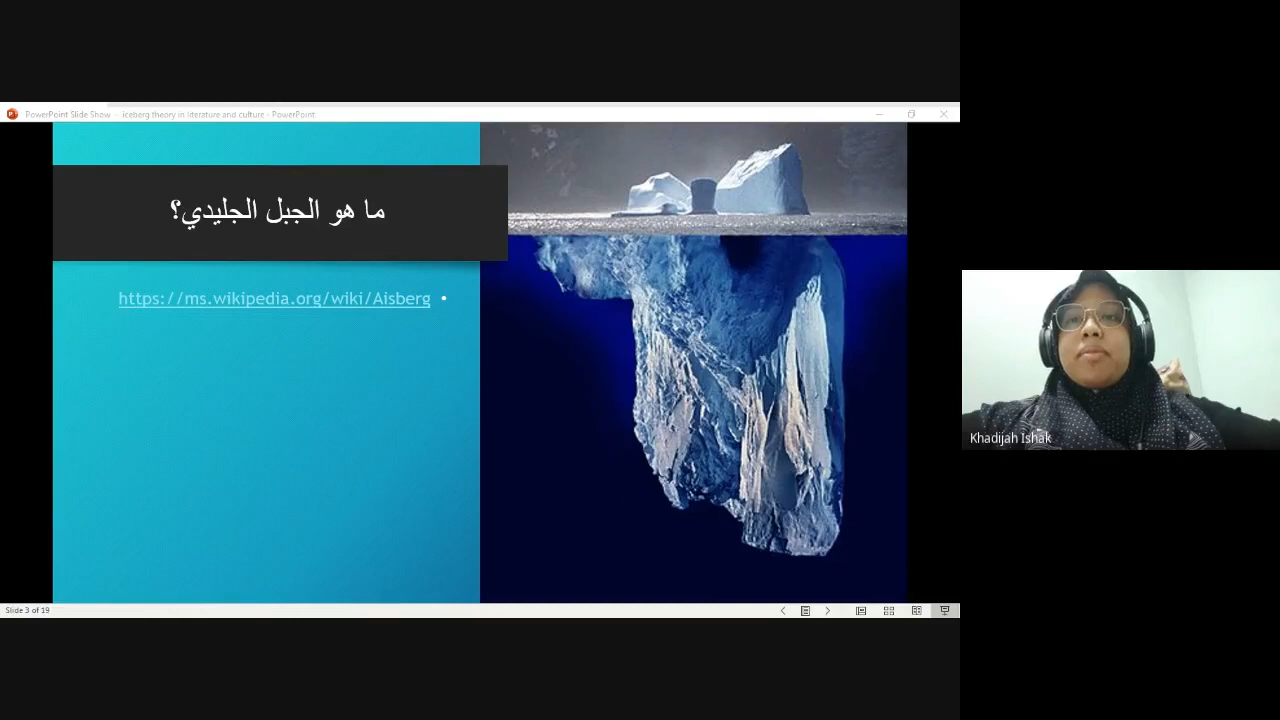 PowerPoint Slide Show - iceberg theory in literature and culture - PowerPoint
ما هو الجبل الجليدي؟
https://ms.wikipedia.org/wiki/Aisberg •
Khadijah Ishak
Slide 3 of 19